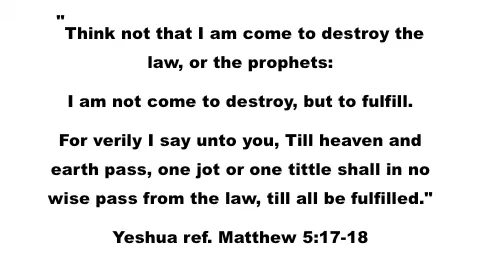 "Think not that I am come to destroy the
law, or the prophets:
I am not come to destroy, but to fulfill.
For verily I say unto you, Till heaven and
earth pass, one jot or one tittle shall in no
wise pass from the law, till all be fulfilled."
Yeshua ref. Matthew 5:17-18